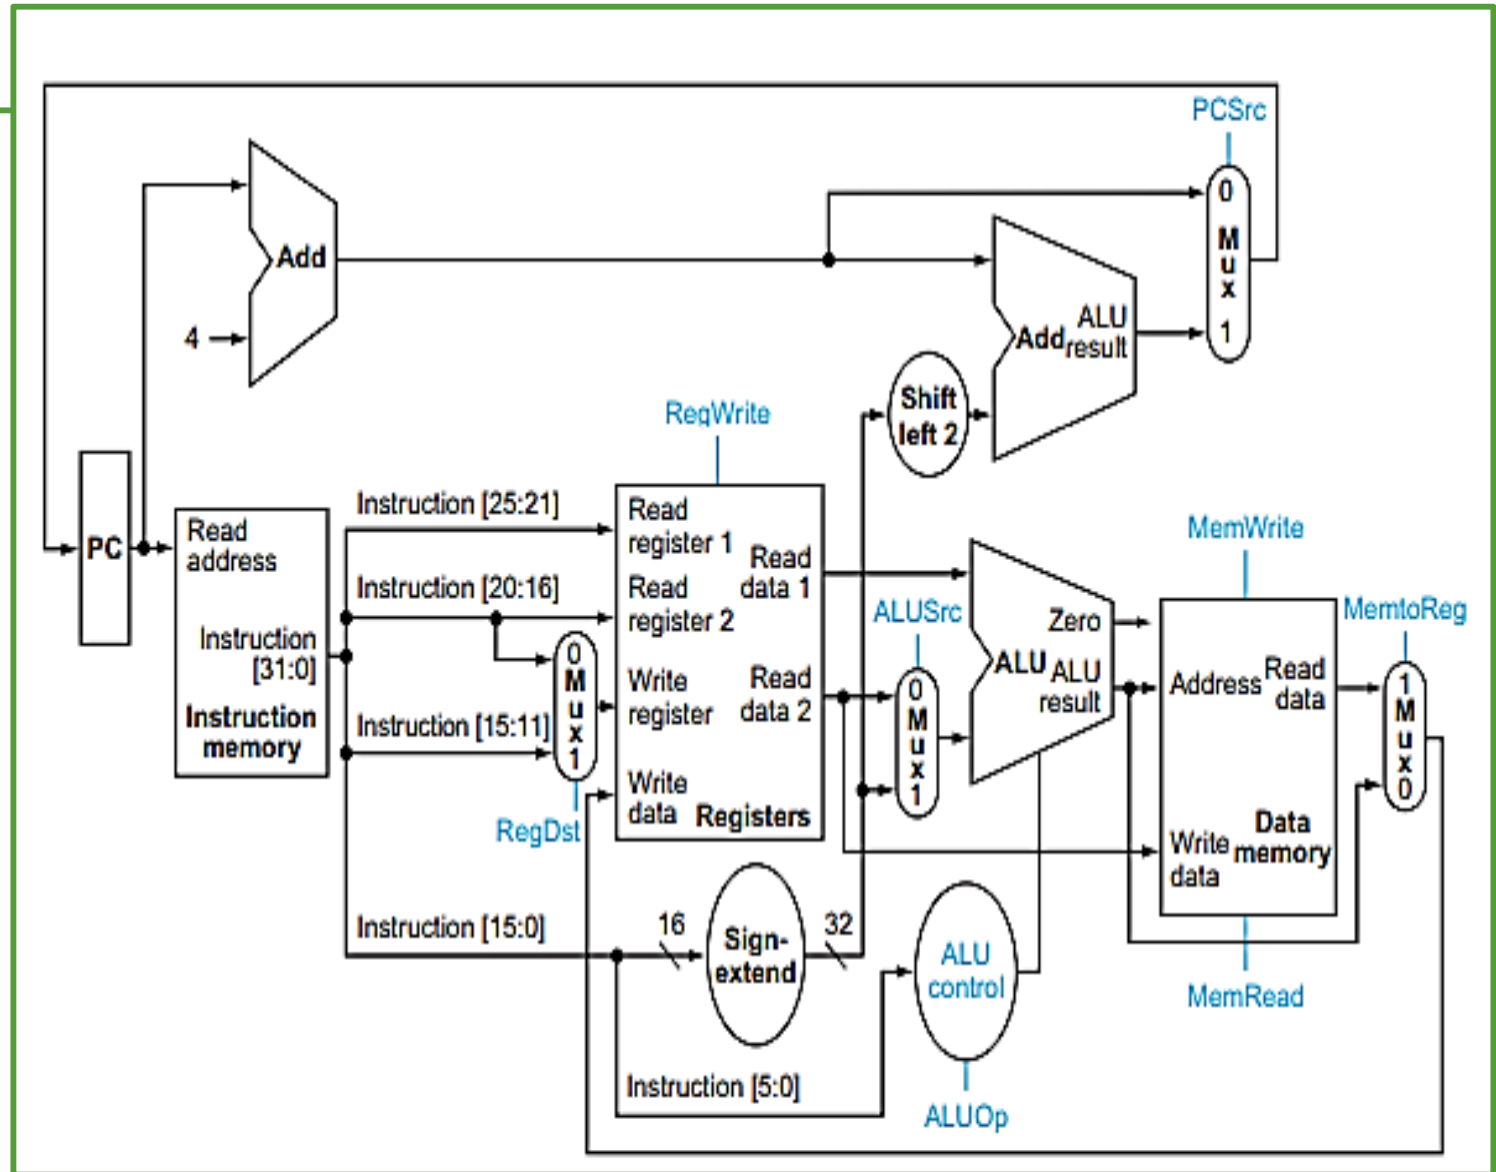 PCSrc
0
M
u
x
1
Add
4
Add
ALU
result
Shift
left 2
RegWrite
PC
Read
address
Instruction
[31:0]
Instruction
memory
Instruction [25:21]
Instruction [20:16]
Instruction [15:11]
Instruction [15:0]
0
M
u
x
1
RegDst
Read
register 1
Read
register 2
Write
register
Write
data
Read
data 1
Read
data 2
Registers
ALUSrc
0
M
u
x
1
Zero
ALU
ALU
result
MemWrite
Address
Read
data
Write
data
Data
memory
MemRead
MemtoReg
1
M
u
x
0
16
Sign-
extend
32
ALU
control
ALUOp
Instruction [5:0]